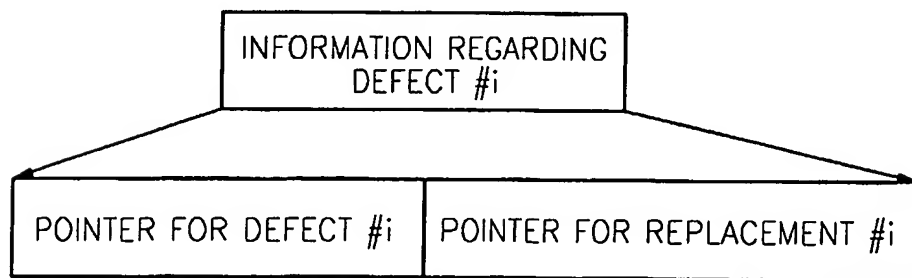 INFORMATION REGARDING
DEFECT #i
POINTER FOR DEFECT #i
POINTER FOR REPLACEMENT #i